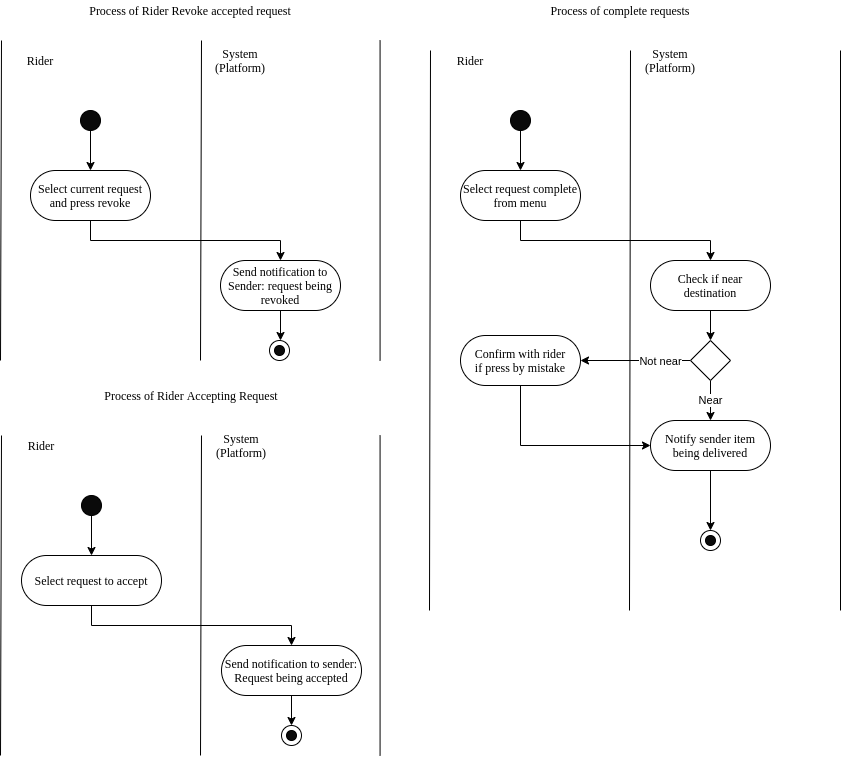 Process of Rider Revoke accepted request
Rider
System
(Platform)
Select current request
and press revoke
Send notification to
Sender: request being
revoked
Process of Rider Accepting Request
Rider
System
(Platform)
Select request to accept
Send notification to sender:
Request being accepted
Process of complete requests
Rider
System
(Platform)
Select request complete
from menu
Check if near
destination
Not near
Confirm with rider
if press by mistake
Near
Notify sender item
being delivered